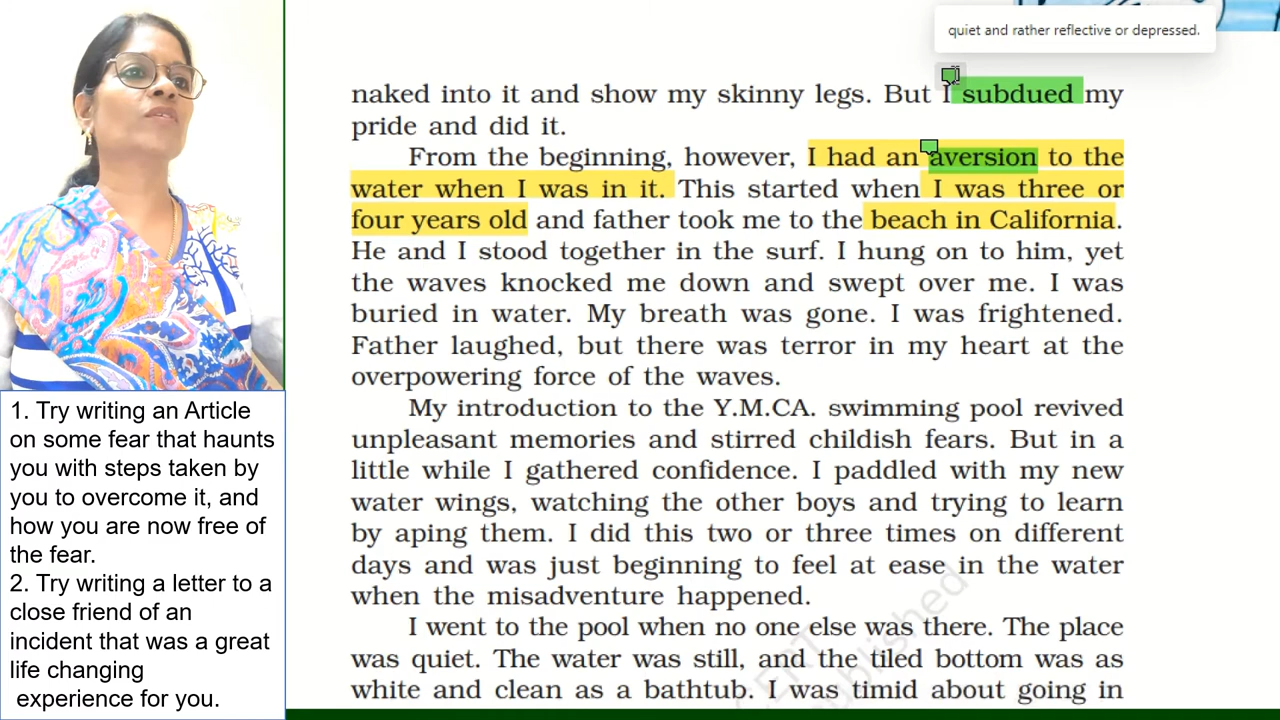 quiet and rather reflective or depressed.
naked into it and show my skinny legs. But I subdued my
pride and did it.
From the beginning, however, I had an aversion to the
water when I was in it. This started when I was three or
four years old and father took me to the beach in California.
He and I stood together in the surf. I hung on to him, yet
the waves knocked me down and swept over me. I was
buried in water. My breath was gone. I was frightened.
Father laughed, but there was terror in my heart at the
overpowering force of the waves.
My introduction to the Y.M.CA. swimming pool revived
unpleasant memories and stirred childish fears. But in a
little while I gathered confidence. I paddled with my new
water wings, watching the other boys and trying to learn
by aping them. I did this two or three times on different
days and was just beginning to feel at ease in the water
when the misadventure happened.
I went to the pool when no one else was there. The place
was quiet. The water was still, and the tiled bottom was as
white and clean as a bathtub. I was timid about going in
1. Try writing an Article
on some fear that haunts
you with steps taken by
you to overcome it, and
how you are now free of
the fear.
2. Try writing a letter to a
close friend of an
incident that was a great
life changing
experience for you.